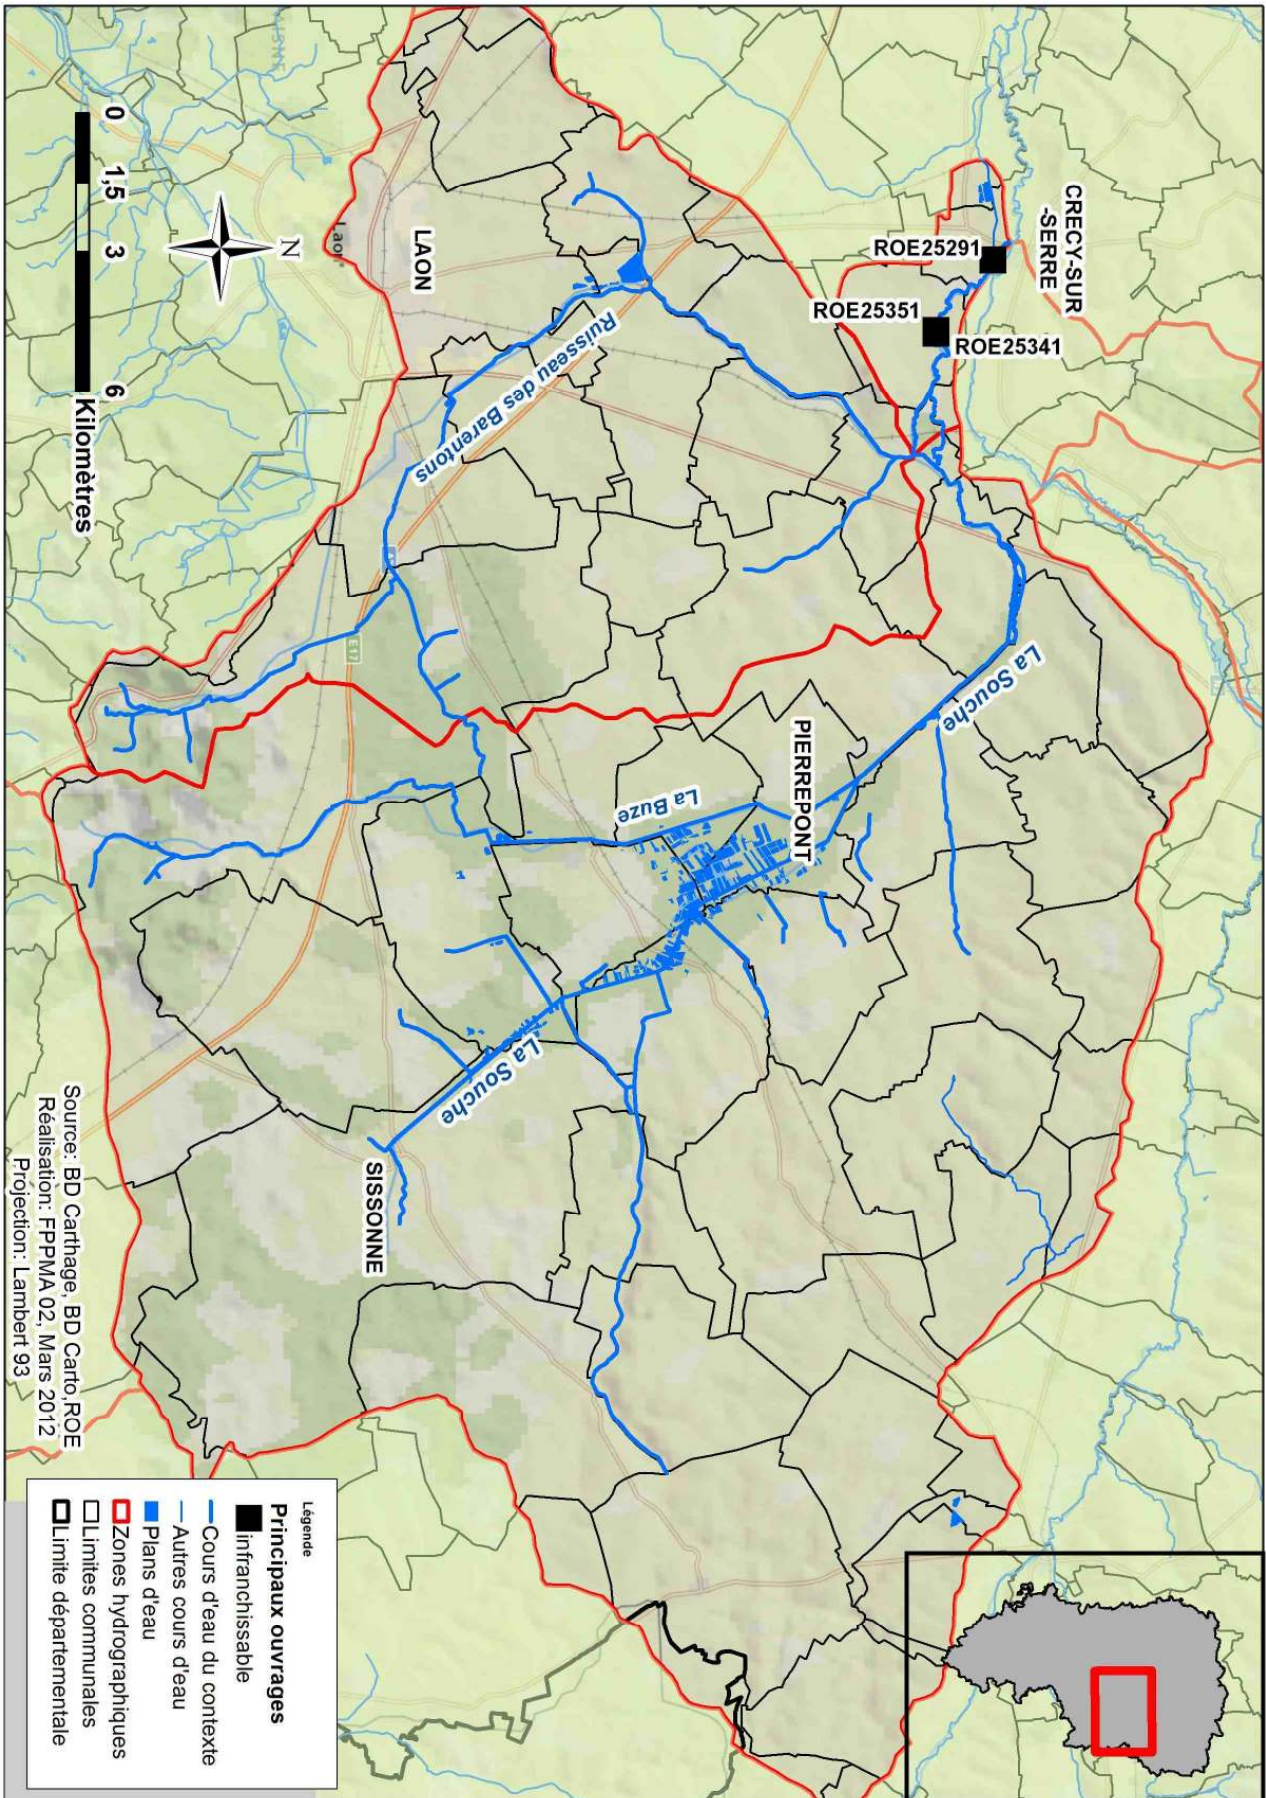 CRECY-SUR
-SERRE
ROE25291
ROE25351
ROE25341
LAON
Laon
AISNE
Ruisseau des Barentons
La Souche
PIERREPONT
La Buze
La Souche
SISSONNE
E17
N
0 1,5 3 6
Kilomètres
Source: BD Carthage, BD Carto,ROE
Réalisation: FPPMA 02, Mars 2012
Projection: Lambert 93
Légende
Principaux ouvrages
infranchissable
Cours d'eau du contexte
Autres cours d'eau
Plans d'eau
Zones hydrographiques
Limites communales
Limite départementale